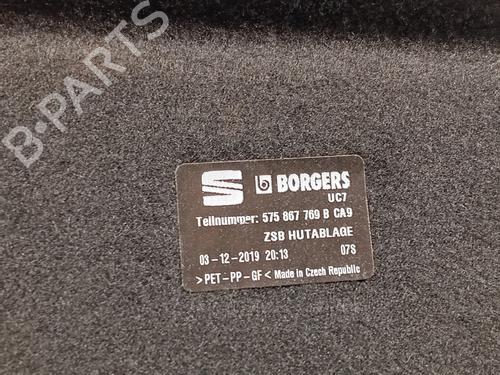 B-PARTS
BORGERS
UC7
Teilnummer: 575 867 769 B CA9
ZSB HUTABLAGE
03-12-2019 20:13 07S
>PET-PP-GF< Made in Czech Republic